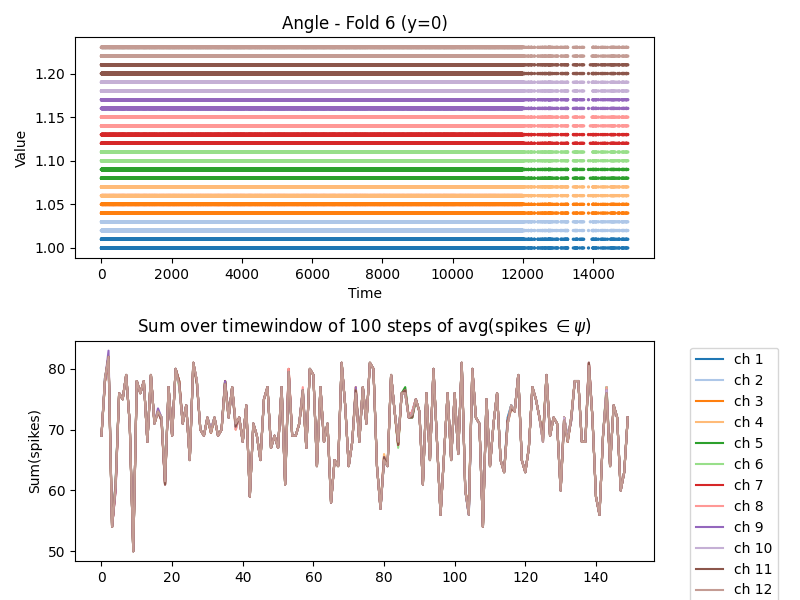 Angle - Fold 6 (y=0)
Value
1.20
1.15
1.10
1.05
1.00
0 2000 4000 6000 8000 10000 12000 14000
Time
Sum over timewindow of 100 steps of avg(spikes ∈ ψ)
Sum(spikes)
80
70
60
50
0 20 40 60 80 100 120 140
ch 1
ch 2
ch 3
ch 4
ch 5
ch 6
ch 7
ch 8
ch 9
ch 10
ch 11
ch 12